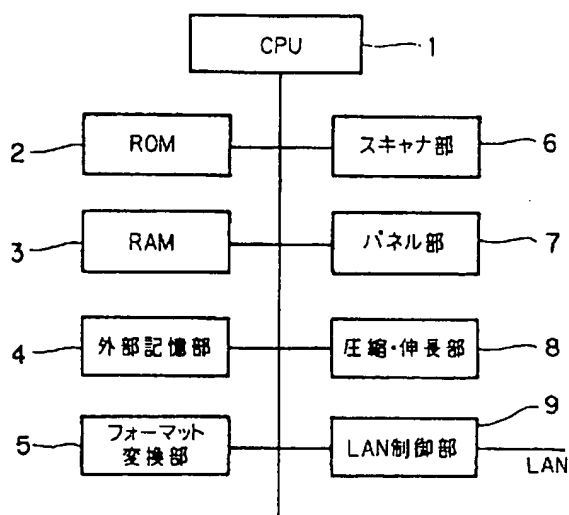 CPU
1
2
ROM
スキャナ部
6
3
RAM
パネル部
7
4
外部記憶部
圧縮・伸長部
8
5
フォーマット
変換部
LAN制御部
9
LAN